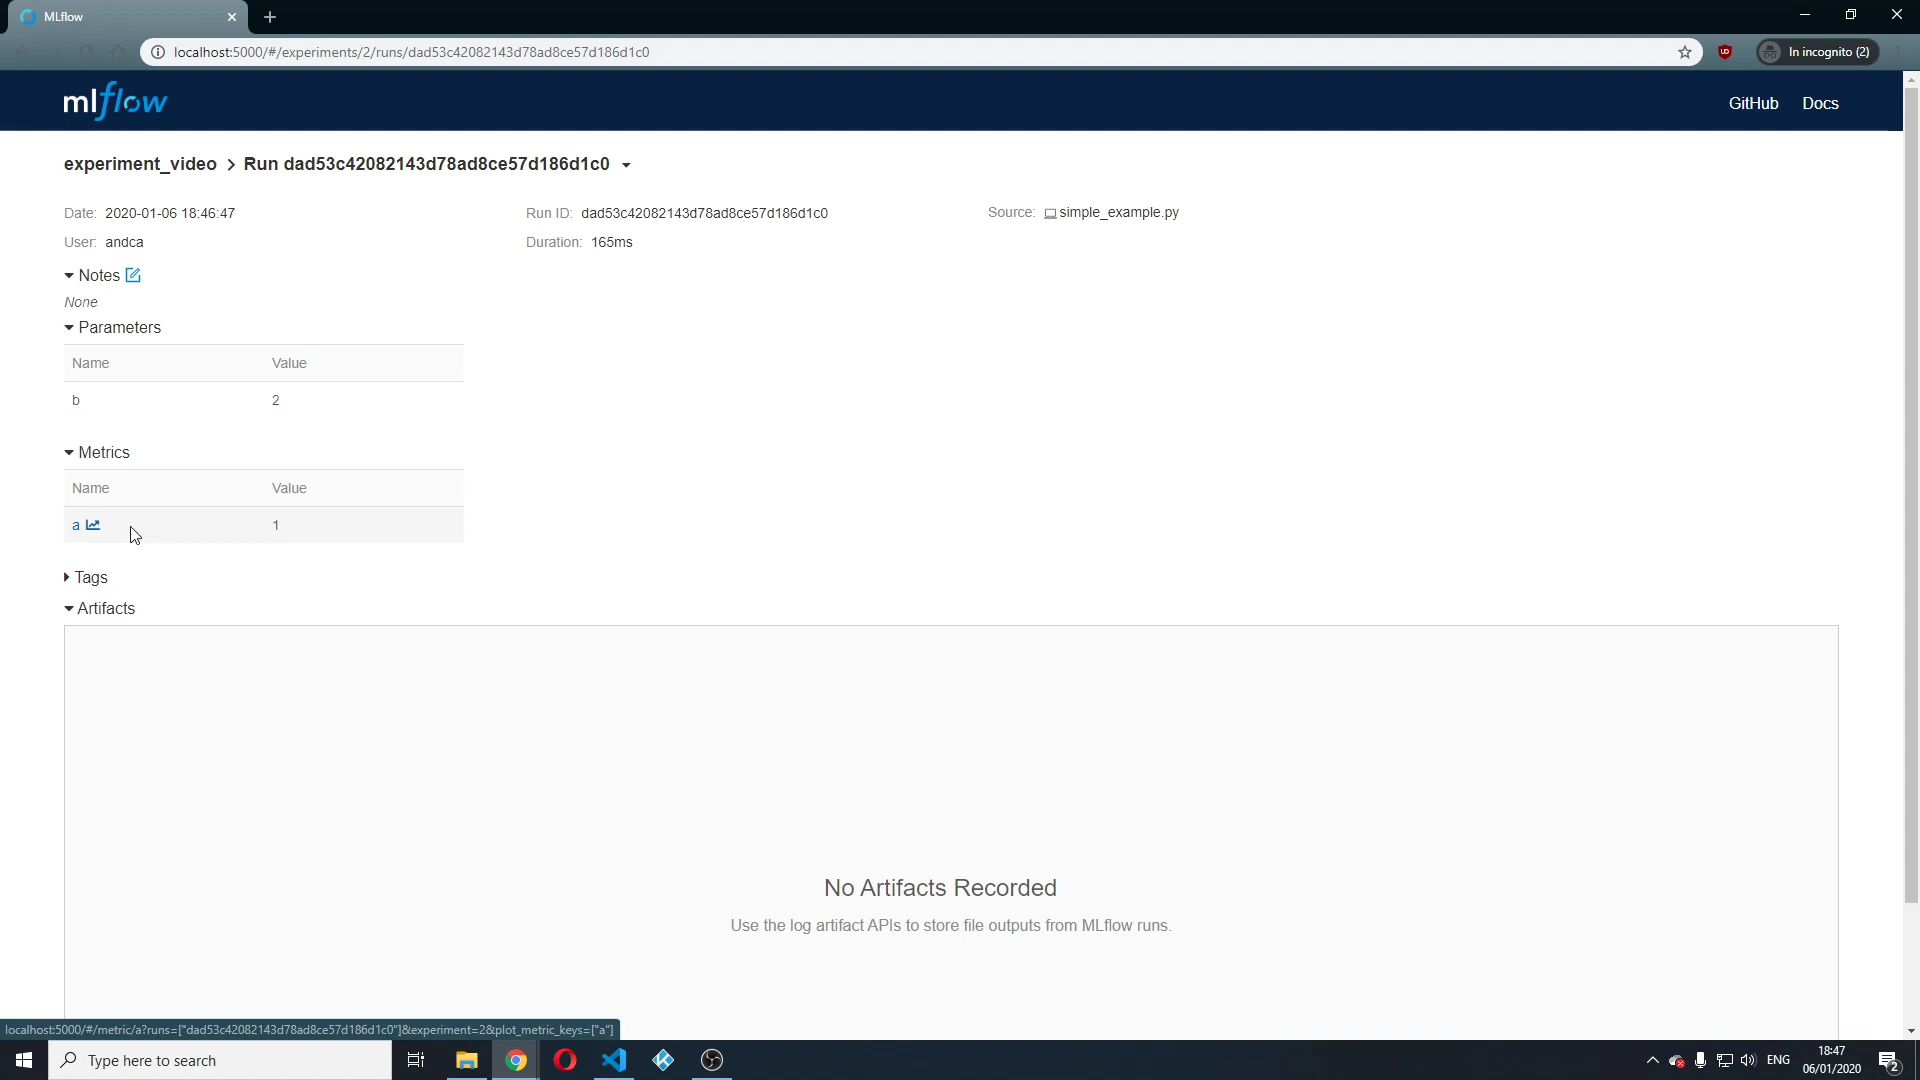 MLflow
localhost:5000/#/experiments/2/runs/dad53c42082143d78ad8ce57d186d1c0
In incognito (2)
mlflow
GitHub Docs
experiment_video > Run dad53c42082143d78ad8ce57d186d1c0
Date: 2020-01-06 18:46:47 Run ID: dad53c42082143d78ad8ce57d186d1c0 Source: simple_example.py
User: andca Duration: 165ms
Notes
None
Parameters
Name Value
b 2
Metrics
Name Value
a 1
Tags
Artifacts
No Artifacts Recorded
Use the log artifact APIs to store file outputs from MLflow runs.
localhost:5000/#/metric/a?runs=["dad53c42082143d78ad8ce57d186d1c0"]&experiment=2&plot_metric_keys=["a"]
Type here to search
ENG
18:47
06/01/2020
2